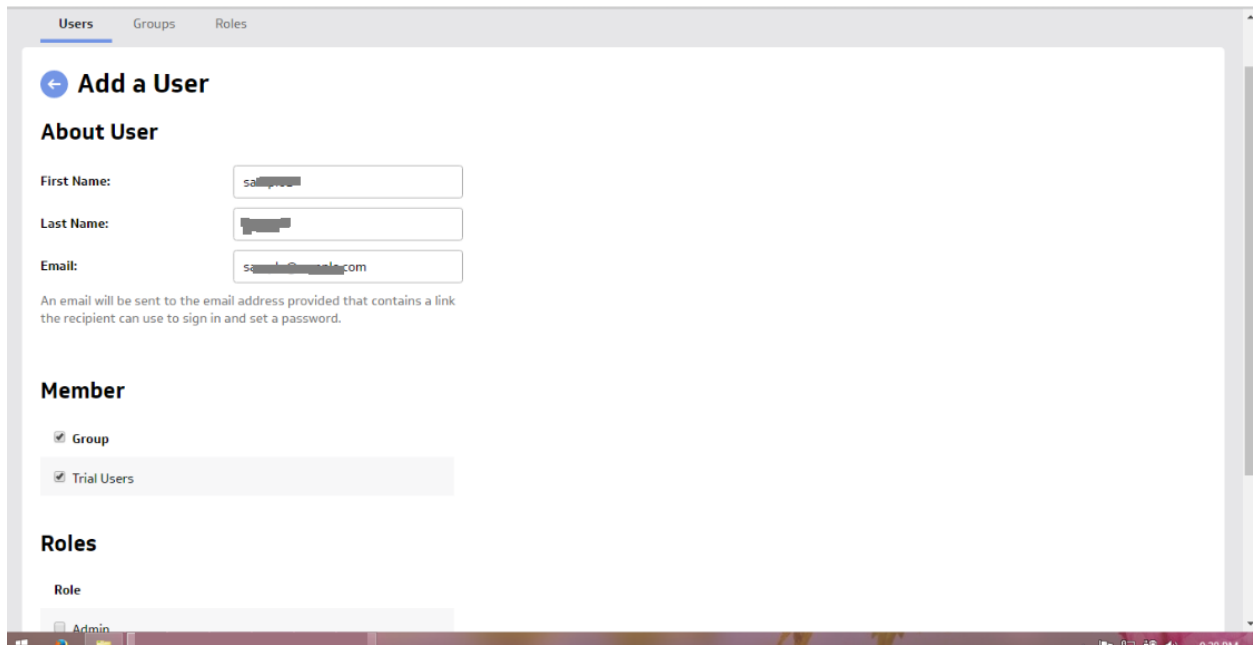 Users Groups Roles
Add a User
About User
First Name:
Last Name:
Email: .com
An email will be sent to the email address provided that contains a link
the recipient can use to sign in and set a password.
Member
Group
Trial Users
Roles
Role
Admin